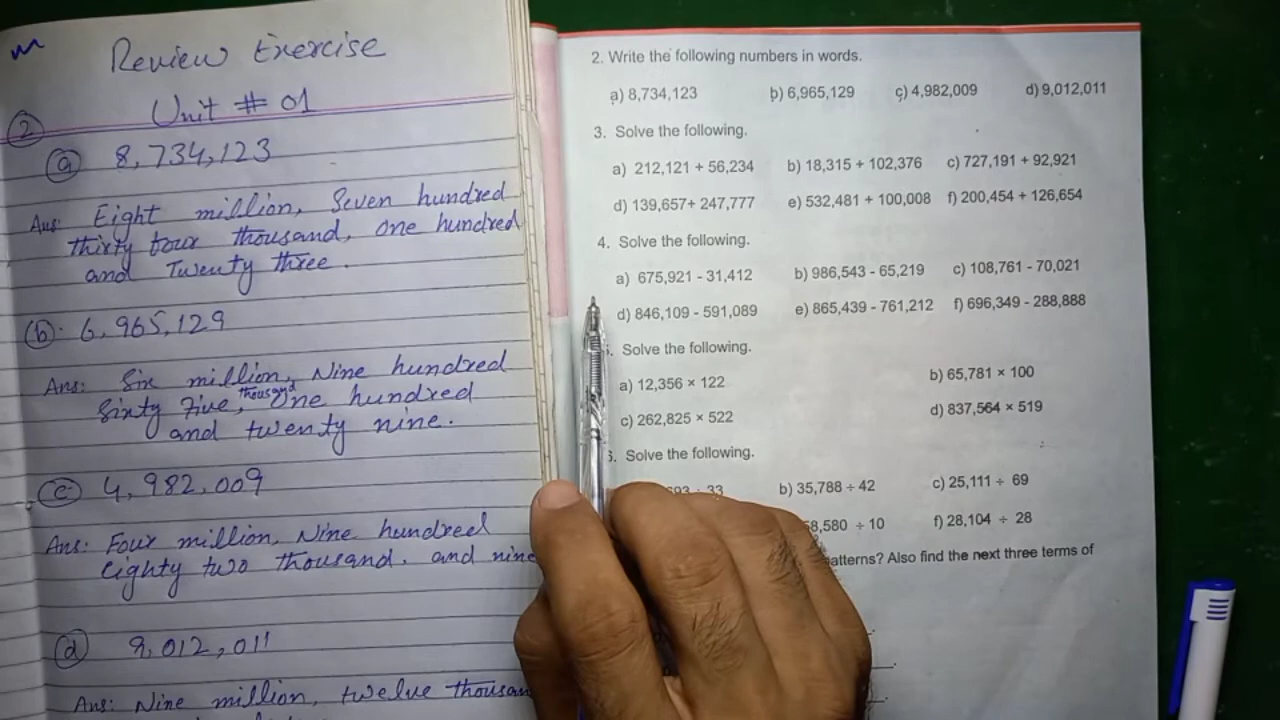 Review Exercise
Unit # 01
2
a 8,734,123
Ans: Eight million, Seven hundred
thirty four thousand, one hundred
and Twenty three.
b. 6,965,129
Ans: Six million, Nine hundred
Sixty Five, thousand One hundred
and twenty nine.
c 4,982,009
Ans: Four million, Nine hundred
eighty two thousand, and nine
d 9,012,011
Ans: Nine million, twelve thousan
2. Write the following numbers in words.
a) 8,734,123 b) 6,965,129 c) 4,982,009 d) 9,012,011
3. Solve the following.
a) 212,121 + 56,234 b) 18,315 + 102,376 c) 727,191 + 92,921
d) 139,657+ 247,777 e) 532,481 + 100,008 f) 200,454 + 126,654
4. Solve the following.
a) 675,921 - 31,412 b) 986,543 - 65,219 c) 108,761 - 70,021
d) 846,109 - 591,089 e) 865,439 - 761,212 f) 696,349 - 288,888
. Solve the following.
a) 12,356 × 122 b) 65,781 × 100
c) 262,825 × 522 d) 837,564 × 519
. Solve the following.
÷ 33 b) 35,788 ÷ 42 c) 25,111 ÷ 69
8,580 ÷ 10 f) 28,104 ÷ 28
atterns? Also find the next three terms of